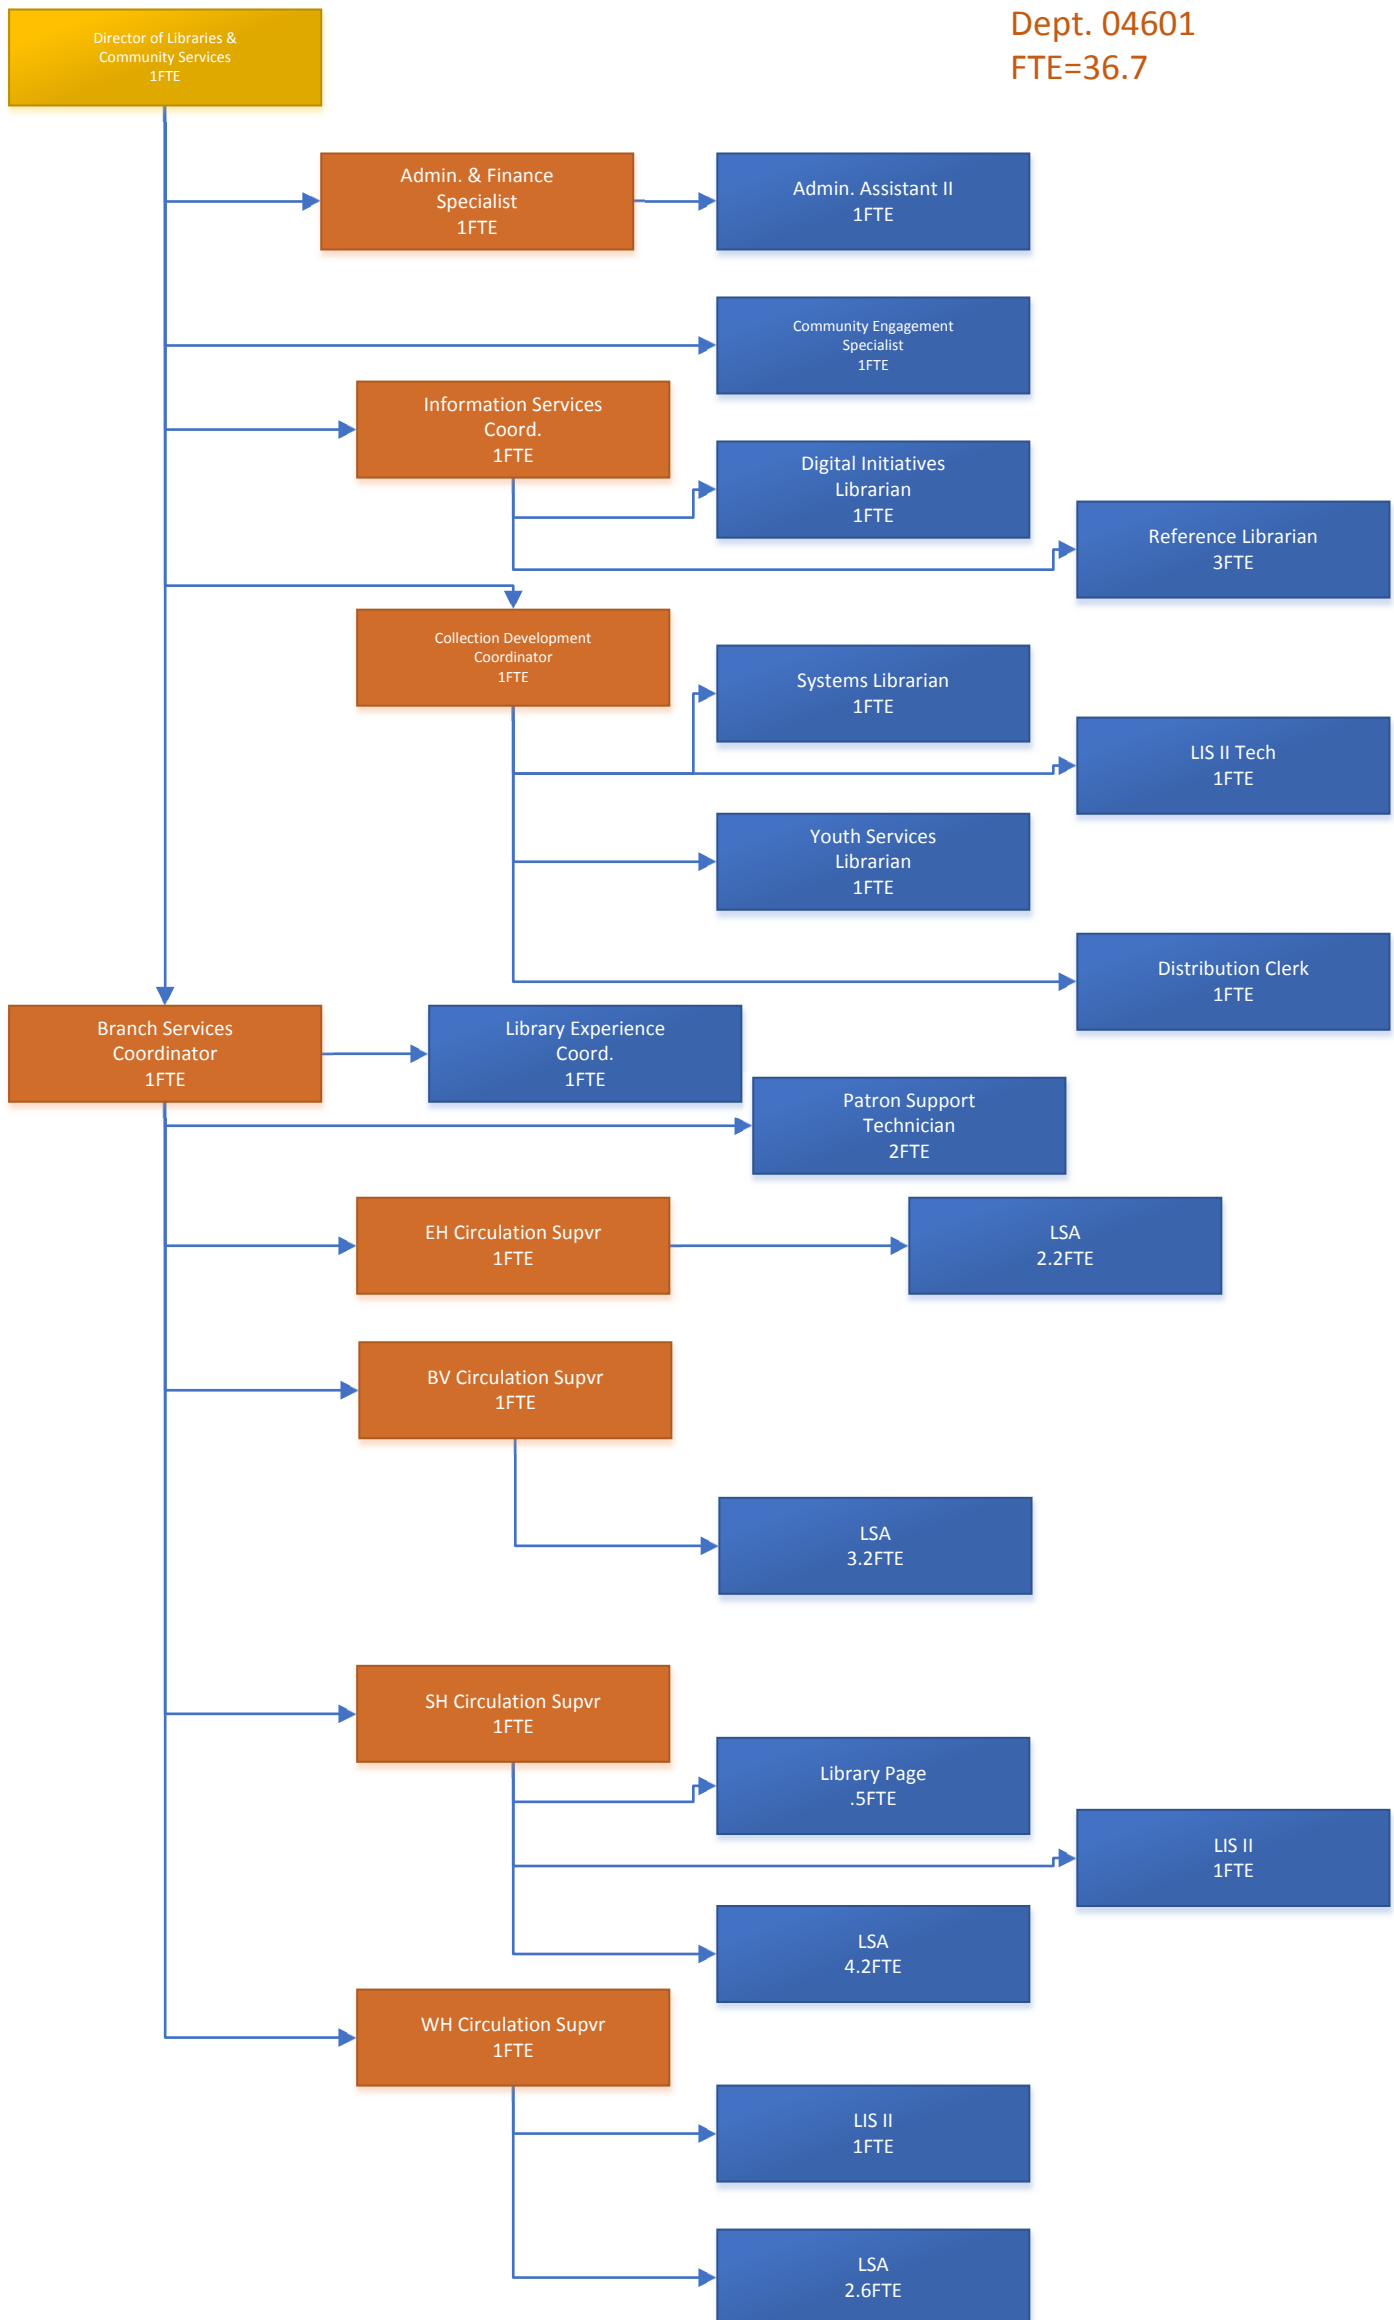 Dept. 04601
FTE=36.7
Director of Libraries &
Community Services
1FTE
Admin. & Finance
Specialist
1FTE
Admin. Assistant II
1FTE
Community Engagement
Specialist
1FTE
Information Services
Coord.
1FTE
Digital Initiatives
Librarian
1FTE
Reference Librarian
3FTE
Collection Development
Coordinator
1FTE
Systems Librarian
1FTE
LIS II Tech
1FTE
Youth Services
Librarian
1FTE
Distribution Clerk
1FTE
Branch Services
Coordinator
1FTE
Library Experience
Coord.
1FTE
Patron Support
Technician
2FTE
EH Circulation Supvr
1FTE
LSA
2.2FTE
BV Circulation Supvr
1FTE
LSA
3.2FTE
SH Circulation Supvr
1FTE
Library Page
.5FTE
LIS II
1FTE
LSA
4.2FTE
WH Circulation Supvr
1FTE
LIS II
1FTE
LSA
2.6FTE